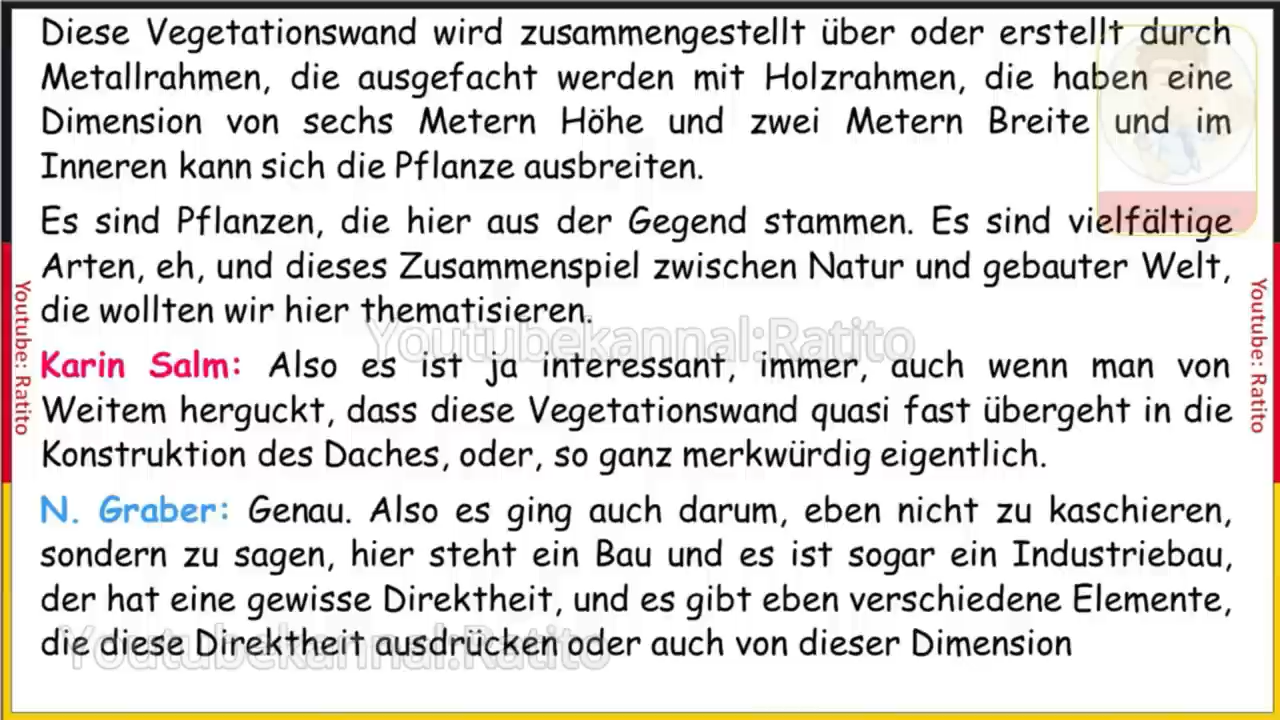 Diese Vegetationswand wird zusammengestellt über oder erstellt durch
Metallrahmen, die ausgefacht werden mit Holzrahmen, die haben eine
Dimension von sechs Metern Höhe und zwei Metern Breite und im
Inneren kann sich die Pflanze ausbreiten.
Es sind Pflanzen, die hier aus der Gegend stammen. Es sind vielfältige
Arten, eh, und dieses Zusammenspiel zwischen Natur und gebauter Welt,
die wollten wir hier thematisieren.
Youtubekannal:Ratito
Karin Salm: Also es ist ja interessant, immer, auch wenn man von
Weitem herguckt, dass diese Vegetationswand quasi fast übergeht in die
Konstruktion des Daches, oder, so ganz merkwürdig eigentlich.
N. Graber: Genau. Also es ging auch darum, eben nicht zu kaschieren,
sondern zu sagen, hier steht ein Bau und es ist sogar ein Industriebau,
der hat eine gewisse Direktheit, und es gibt eben verschiedene Elemente,
die diese Direktheit ausdrücken oder auch von dieser Dimension
Youtubekannal:Ratito
Youtube: Ratito
Youtube: Ratito